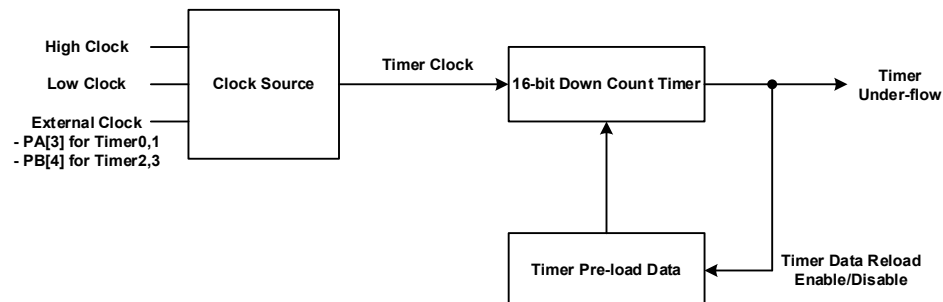 High Clock
Low Clock
External Clock
- PA[3] for Timer0,1
- PB[4] for Timer2,3
Clock Source
Timer Clock
16-bit Down Count Timer
Timer
Under-flow
Timer Pre-load Data
Timer Data Reload
Enable/Disable